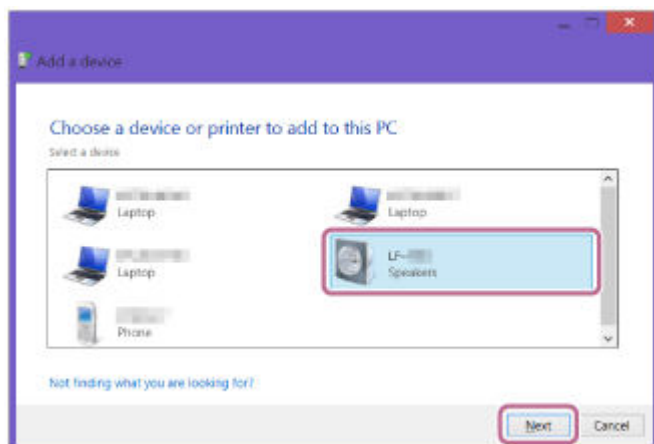 Add a device
Choose a device or printer to add to this PC
Select a device
Laptop
Laptop
Laptop
LF-
Speakers
Phone
Not finding what you are looking for?
Next
Cancel